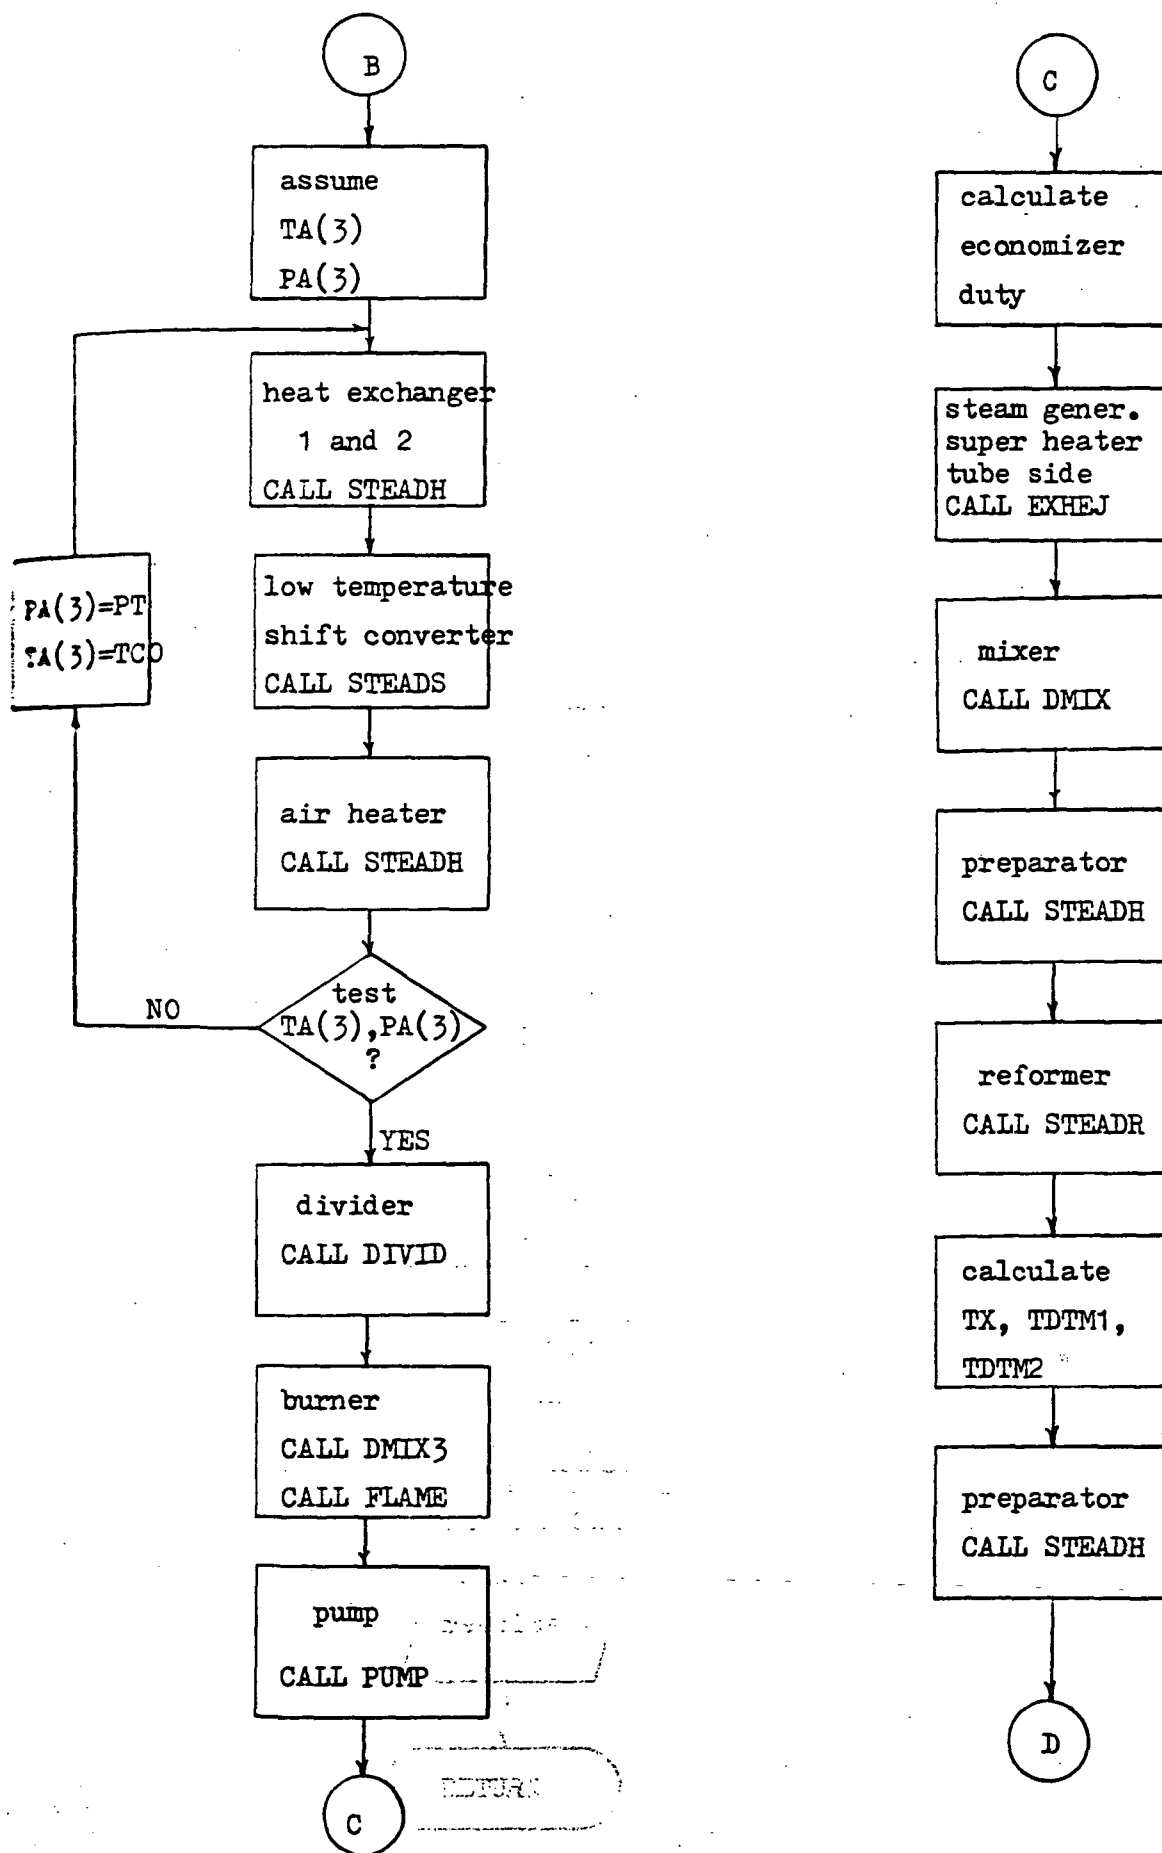 B
assume
TA(3)
PA(3)
heat exchanger
1 and 2
CALL STEADH
low temperature
shift converter
CALL STEADS
PA(3)=PT
TA(3)=TCO
air heater
CALL STEADH
test
TA(3),PA(3)
?
NO
YES
divider
CALL DIVID
burner
CALL DMIX3
CALL FLAME
pump
CALL PUMP
RETURN
C
C
calculate
economizer
duty
steam gener.
super heater
tube side
CALL EXHEJ
mixer
CALL DMIX
preparator
CALL STEADH
reformer
CALL STEADR
calculate
TX, TDTM1,
TDTM2
preparator
CALL STEADH
D